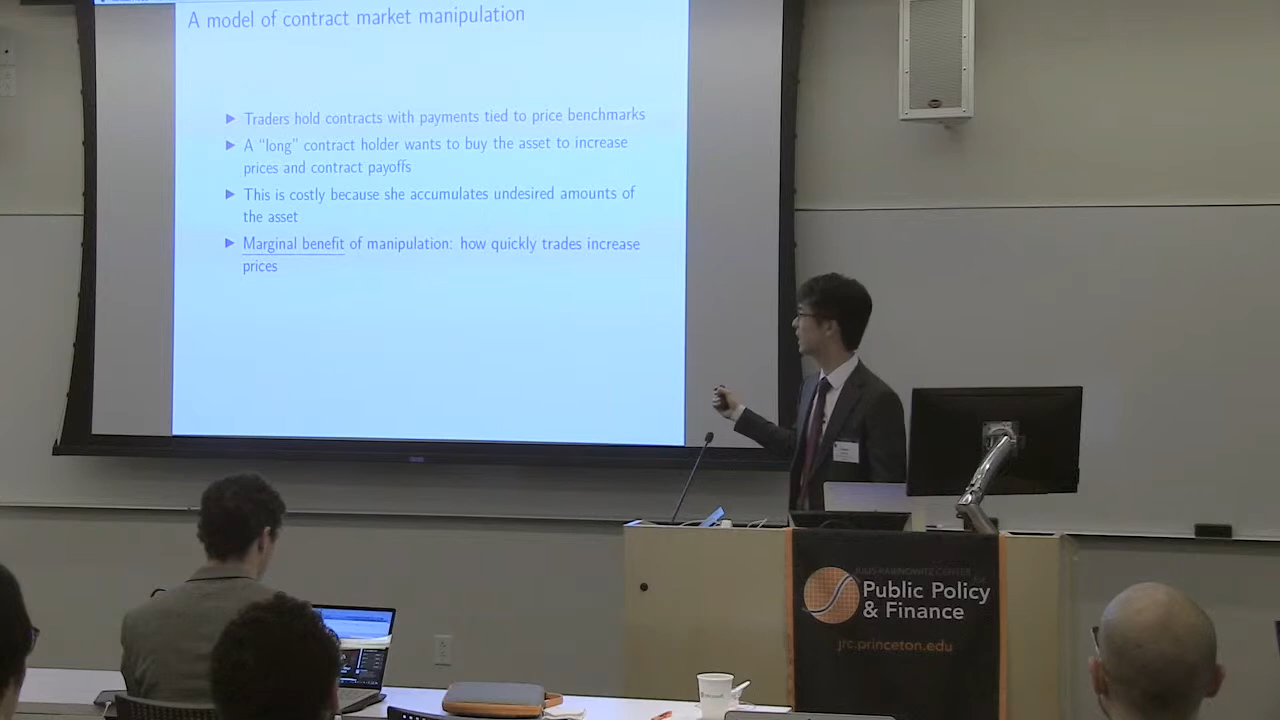 A model of contract market manipulation
▶ Traders hold contracts with payments tied to price benchmarks
▶ A “long” contract holder wants to buy the asset to increase
prices and contract payoffs
▶ This is costly because she accumulates undesired amounts of
the asset
▶ Marginal benefit of manipulation: how quickly trades increase
prices
JULIS-RABINOWITZ CENTER for
Public Policy
& Finance
jrc.princeton.edu